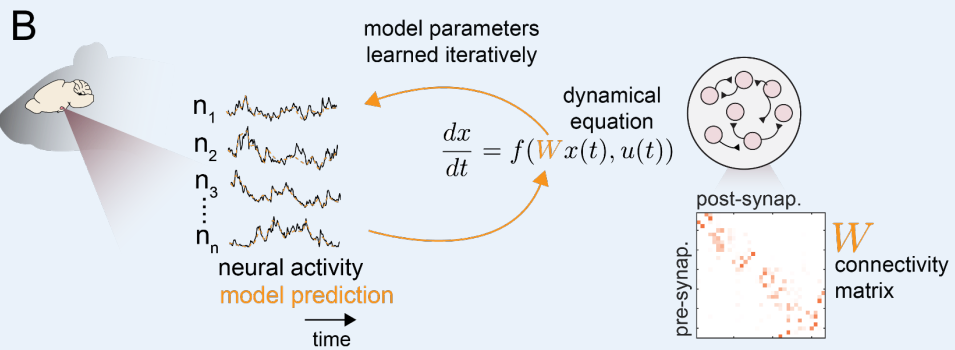 B
model parameters
learned iteratively
n1
n2
n3
nn
neural activity
model prediction
time
dynamical
equation
dx/dt = f(Wx(t), u(t))
post-synap.
pre-synap.
W
connectivity
matrix